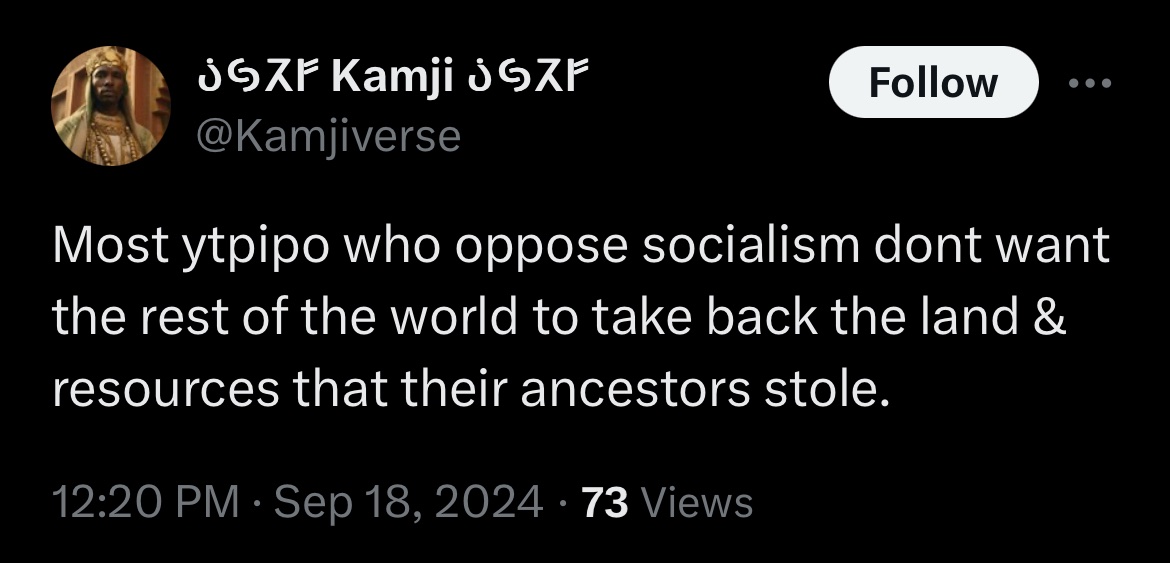 Kamji
Follow
@Kamjiverse
Most ytpipo who oppose socialism dont want
the rest of the world to take back the land &
resources that their ancestors stole.
12:20 PM · Sep 18, 2024 · 73 Views